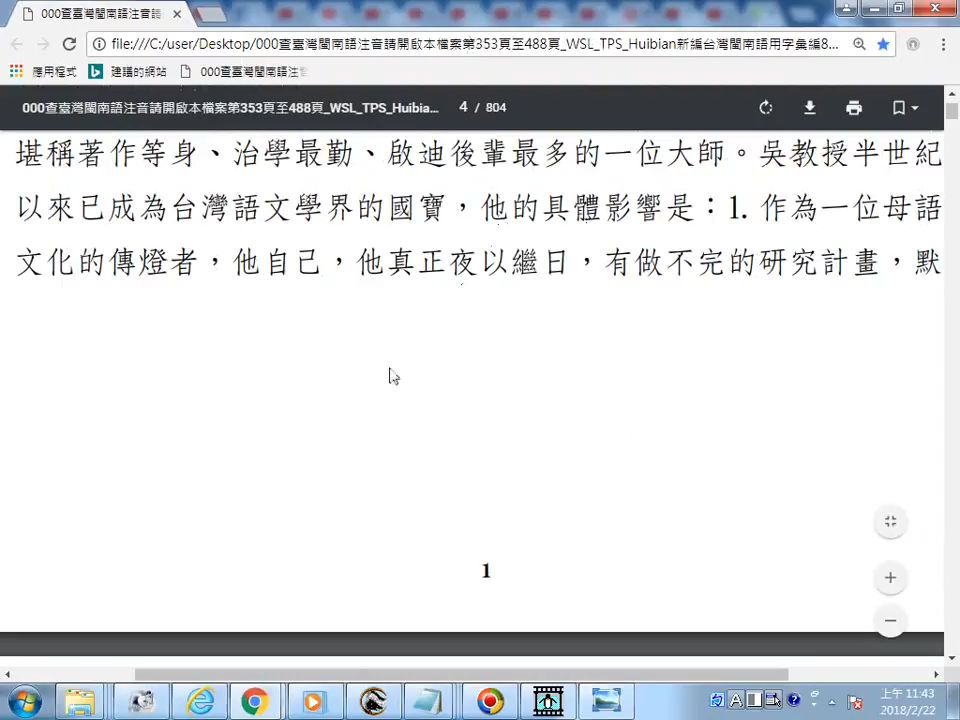 000查臺灣閩南語注音請
file:///C:/user/Desktop/000查臺灣閩南語注音請開啟本檔案第353頁至488頁_WSL_TPS_Huibian新編台灣閩南語用字彙編8...
應用程式 建議的網站 000查臺灣閩南語注音
000查臺灣閩南語注音請開啟本檔案第353頁至488頁_WSL_TPS_Huibia... 4 / 804
堪稱著作等身、治學最勤、啟迪後輩最多的一位大師。吳教授半世紀
以來已成為台灣語文學界的國寶，他的具體影響是：1. 作為一位母語
文化的傳燈者，他自己，他真正夜以繼日，有做不完的研究計畫，默
1
上午 11:43
2018/2/22